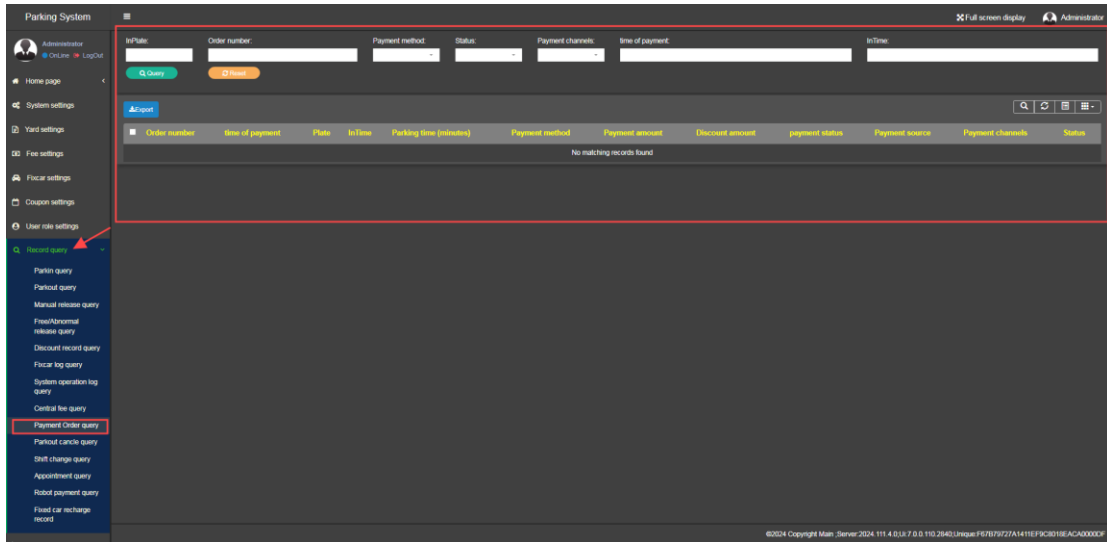 Parking System
Full screen display
Administrator
Administrator
OnLine LogOut
Home page
System settings
Yard settings
Fee settings
Fixcar settings
Coupon settings
User role settings
Record query
Parkin query
Parkout query
Manual release query
Free/Abnormal
release query
Discount record query
Fixcar log query
System operation log
query
Central fee query
Payment Order query
Parkout cancle query
Shift change query
Appointment query
Robot payment query
Fixed car recharge
record
InPlate: Order number: Payment method: Status: Payment channels: time of payment: InTime:
Query Reset
Export
Order number time of payment Plate InTime Parking time (minutes) Payment method Payment amount Discount amount payment status Payment source Payment channels Status
No matching records found
©2024 Copyright Main ;Server:2024.111.4.0;UI:7.0.0.110.2640;Unique:F67B79727A1411EF9C8018EACA0000DF